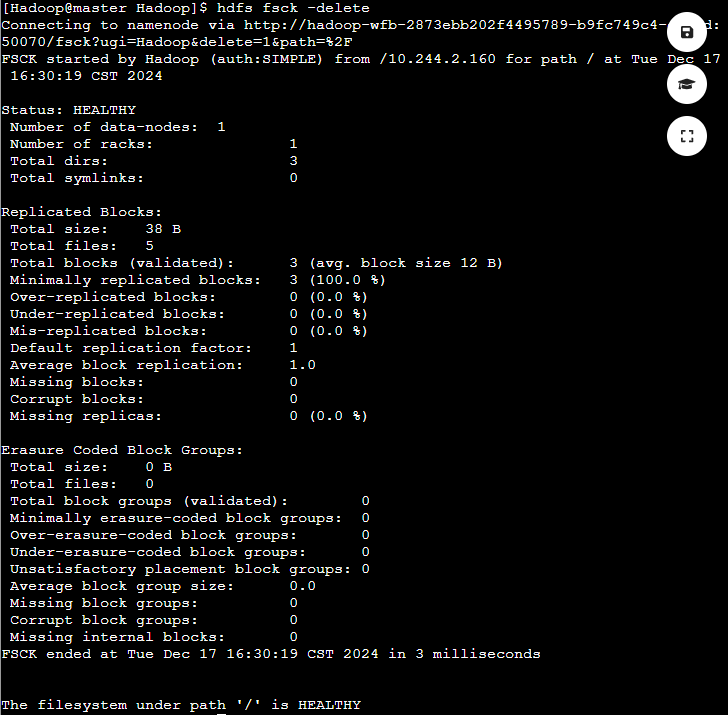 [Hadoop@master Hadoop]$ hdfs fsck -delete
Connecting to namenode via http://hadoop-wfb-2873ebb202f4495789-b9fc749c4- d:
50070/fsck?ugi=Hadoop&delete=1&path=%2F
FSCK started by Hadoop (auth:SIMPLE) from /10.244.2.160 for path / at Tue Dec 17
16:30:19 CST 2024
Status: HEALTHY
Number of data-nodes: 1
Number of racks: 1
Total dirs: 3
Total symlinks: 0
Replicated Blocks:
Total size: 38 B
Total files: 5
Total blocks (validated): 3 (avg. block size 12 B)
Minimally replicated blocks: 3 (100.0 %)
Over-replicated blocks: 0 (0.0 %)
Under-replicated blocks: 0 (0.0 %)
Mis-replicated blocks: 0 (0.0 %)
Default replication factor: 1
Average block replication: 1.0
Missing blocks: 0
Corrupt blocks: 0
Missing replicas: 0 (0.0 %)
Erasure Coded Block Groups:
Total size: 0 B
Total files: 0
Total block groups (validated): 0
Minimally erasure-coded block groups: 0
Over-erasure-coded block groups: 0
Under-erasure-coded block groups: 0
Unsatisfactory placement block groups: 0
Average block group size: 0.0
Missing block groups: 0
Corrupt block groups: 0
Missing internal blocks: 0
FSCK ended at Tue Dec 17 16:30:19 CST 2024 in 3 milliseconds
The filesystem under path '/' is HEALTHY